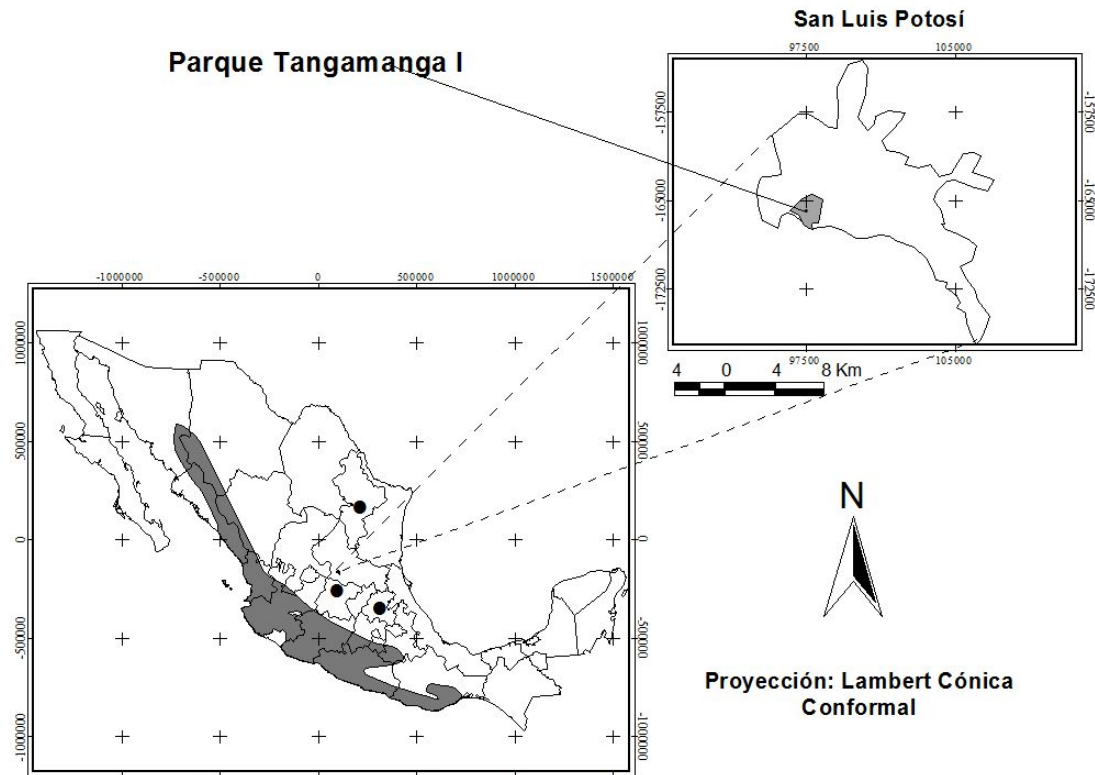 San Luis Potosí
Parque Tangamanga I
97500 105000
-157500 -157500
-165000 -165000
-172500 -172500
97500 105000
4 0 4 8 Km
-1000000 -500000 0 500000 1000000 1500000
1000000 1000000
500000 500000
0 0
-500000 -500000
-1000000 -1000000
N
Proyección: Lambert Cónica
Conformal